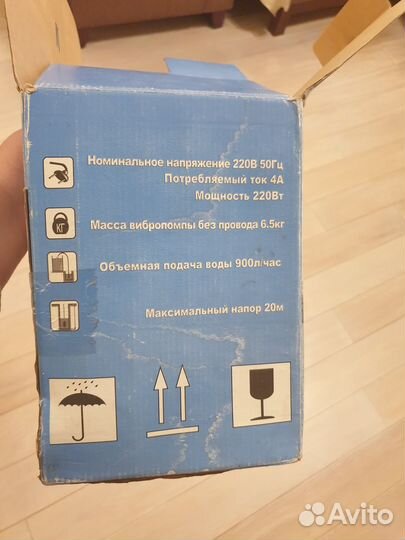 Номинальное напряжение 220В 50Гц
Потребляемый ток 4А
Мощность 220Вт
КГ
Масса вибропомпы без провода 6.5кг
Объемная подача воды 900л/час
Максимальный напор 20м
Avito